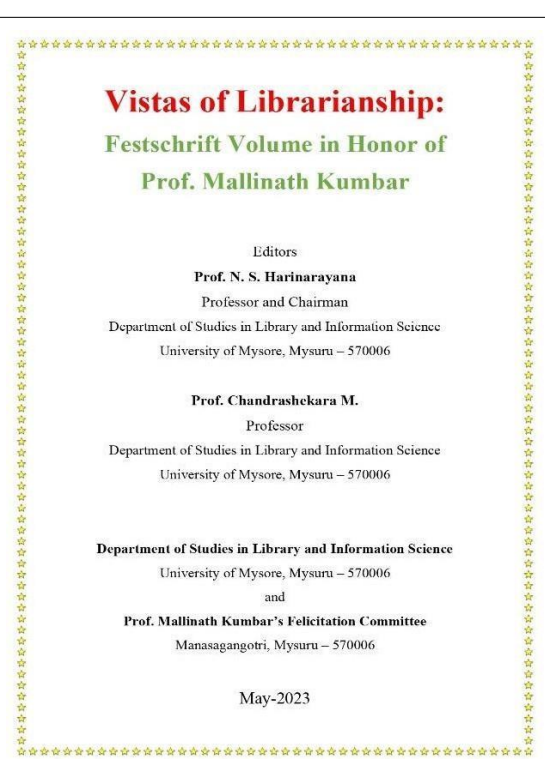 Vistas of Librarianship:
Festschrift Volume in Honor of
Prof. Mallinath Kumbar
Editors
Prof. N. S. Harinarayana
Professor and Chairman
Department of Studies in Library and Information Science
University of Mysore, Mysuru – 570006
Prof. Chandrashekara M.
Professor
Department of Studies in Library and Information Science
University of Mysore, Mysuru – 570006
Department of Studies in Library and Information Science
University of Mysore, Mysuru – 570006
and
Prof. Mallinath Kumbar's Felicitation Committee
Manasagangotri, Mysuru – 570006
May-2023